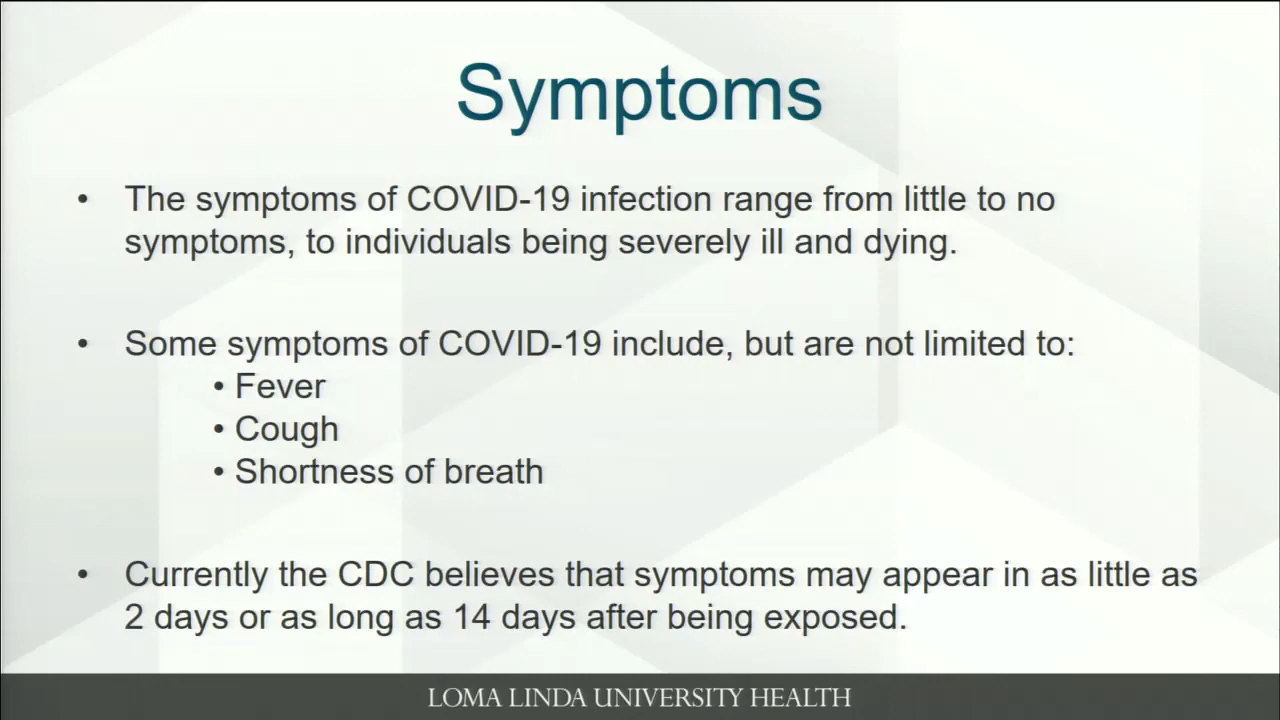 Symptoms
• The symptoms of COVID-19 infection range from little to no
symptoms, to individuals being severely ill and dying.
• Some symptoms of COVID-19 include, but are not limited to:
• Fever
• Cough
• Shortness of breath
• Currently the CDC believes that symptoms may appear in as little as
2 days or as long as 14 days after being exposed.
LOMA LINDA UNIVERSITY HEALTH